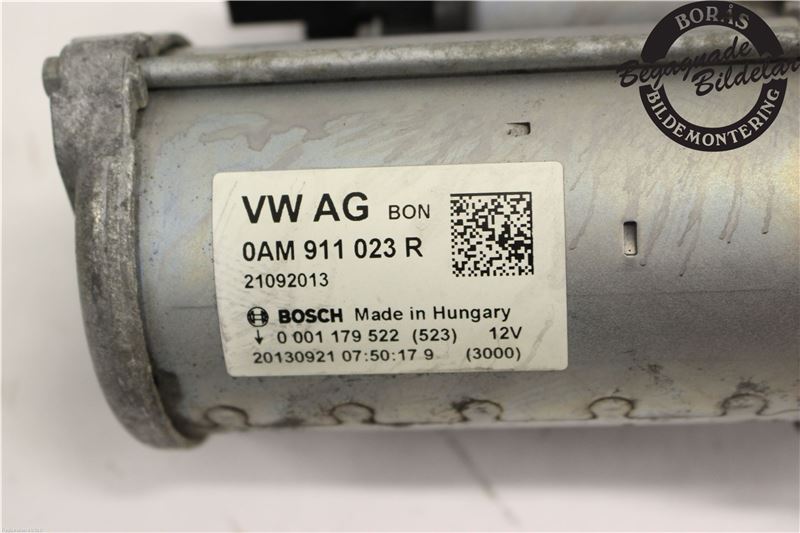 BORÅS
Begagnade
Bildelar
BILDEMONTERING
VW AG BON
0AM 911 023 R
21092013
BOSCH Made in Hungary
↓ 0 001 179 522 (523) 12V
20130921 07:50:17 9 (3000)